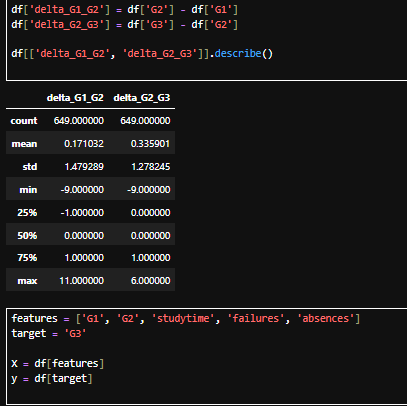 df['delta_G1_G2'] = df['G2'] - df['G1']
df['delta_G2_G3'] = df['G3'] - df['G2']
df[['delta_G1_G2', 'delta_G2_G3']].describe()
delta_G1_G2 delta_G2_G3
count 649.000000 649.000000
mean 0.171032 0.335901
std 1.479289 1.278245
min -9.000000 -9.000000
25% -1.000000 0.000000
50% 0.000000 0.000000
75% 1.000000 1.000000
max 11.000000 6.000000
features = ['G1', 'G2', 'studytime', 'failures', 'absences']
target = 'G3'
X = df[features]
y = df[target]